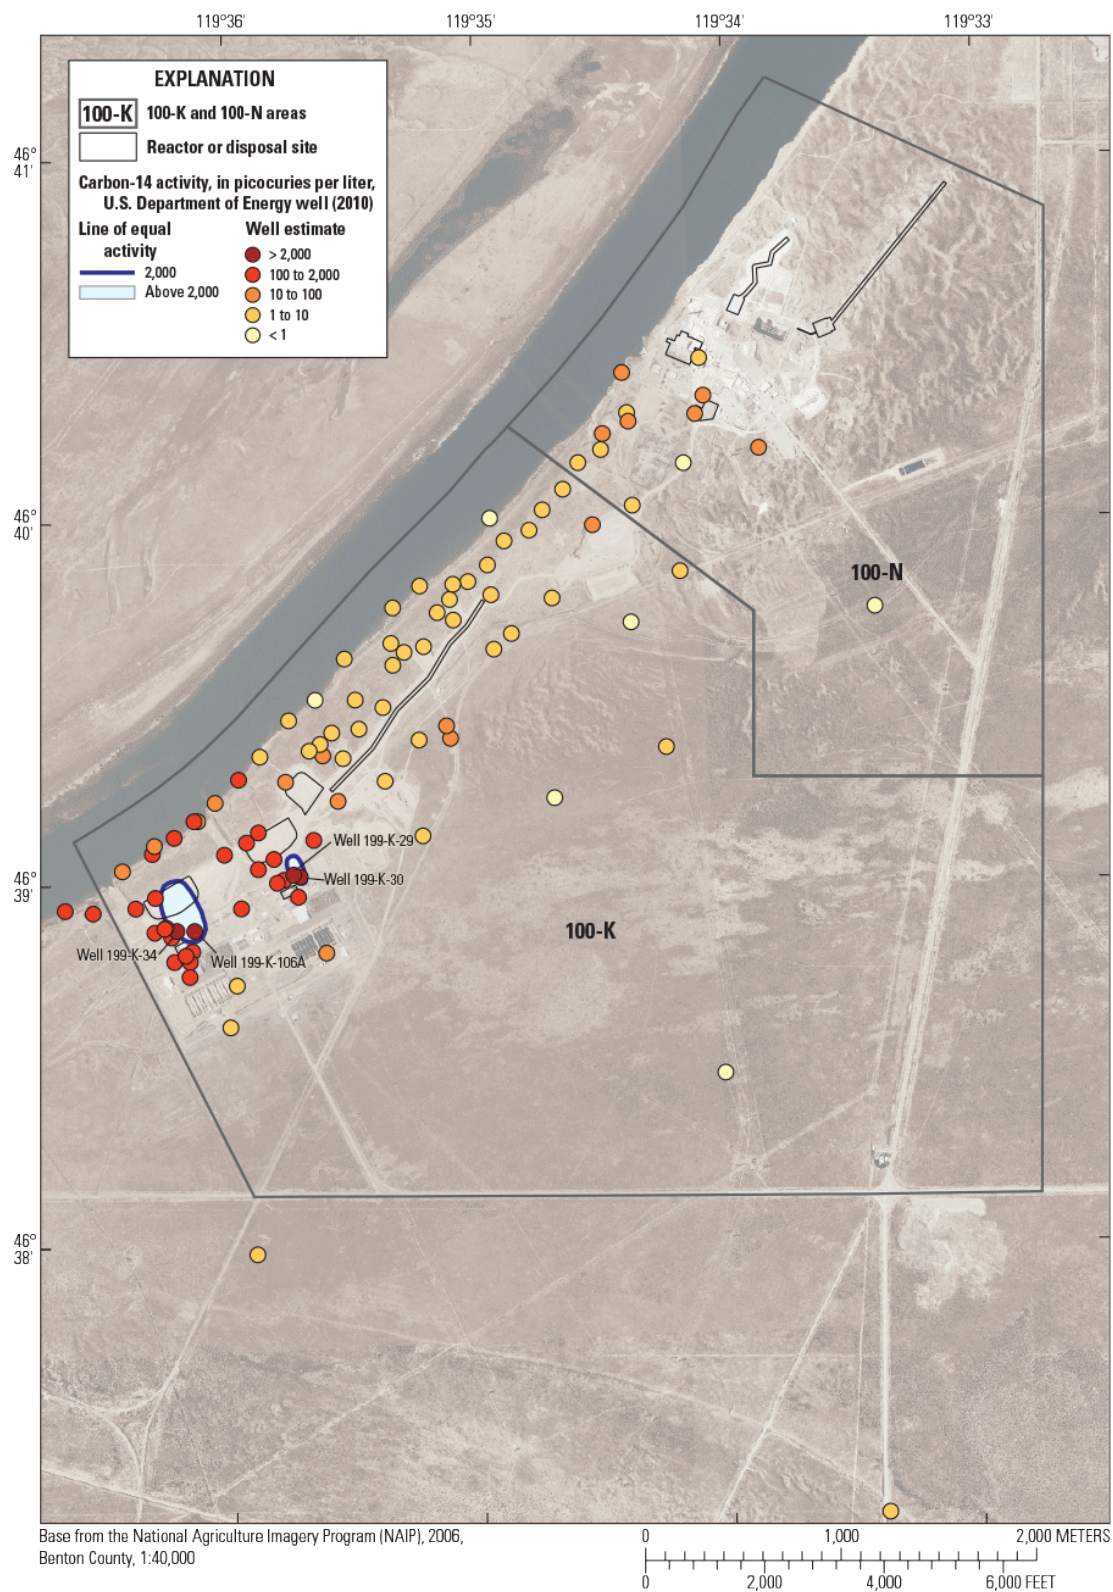 119°36' 119°35' 119°34' 119°33'
EXPLANATION
100-K 100-K and 100-N areas
Reactor or disposal site
Carbon-14 activity, in picocuries per liter,
U.S. Department of Energy well (2010)
Line of equal
activity
2,000
Above 2,000
Well estimate
> 2,000
100 to 2,000
10 to 100
1 to 10
< 1
46°
41'
46°
40'
100-N
Well 199-K-29
46°
39'
Well 199-K-30
100-K
Well 199-K-34
Well 199-K-106A
46°
38'
Base from the National Agriculture Imagery Program (NAIP), 2006,
Benton County, 1:40,000
0 1,000 2,000 METERS
0 2,000 4,000 6,000 FEET